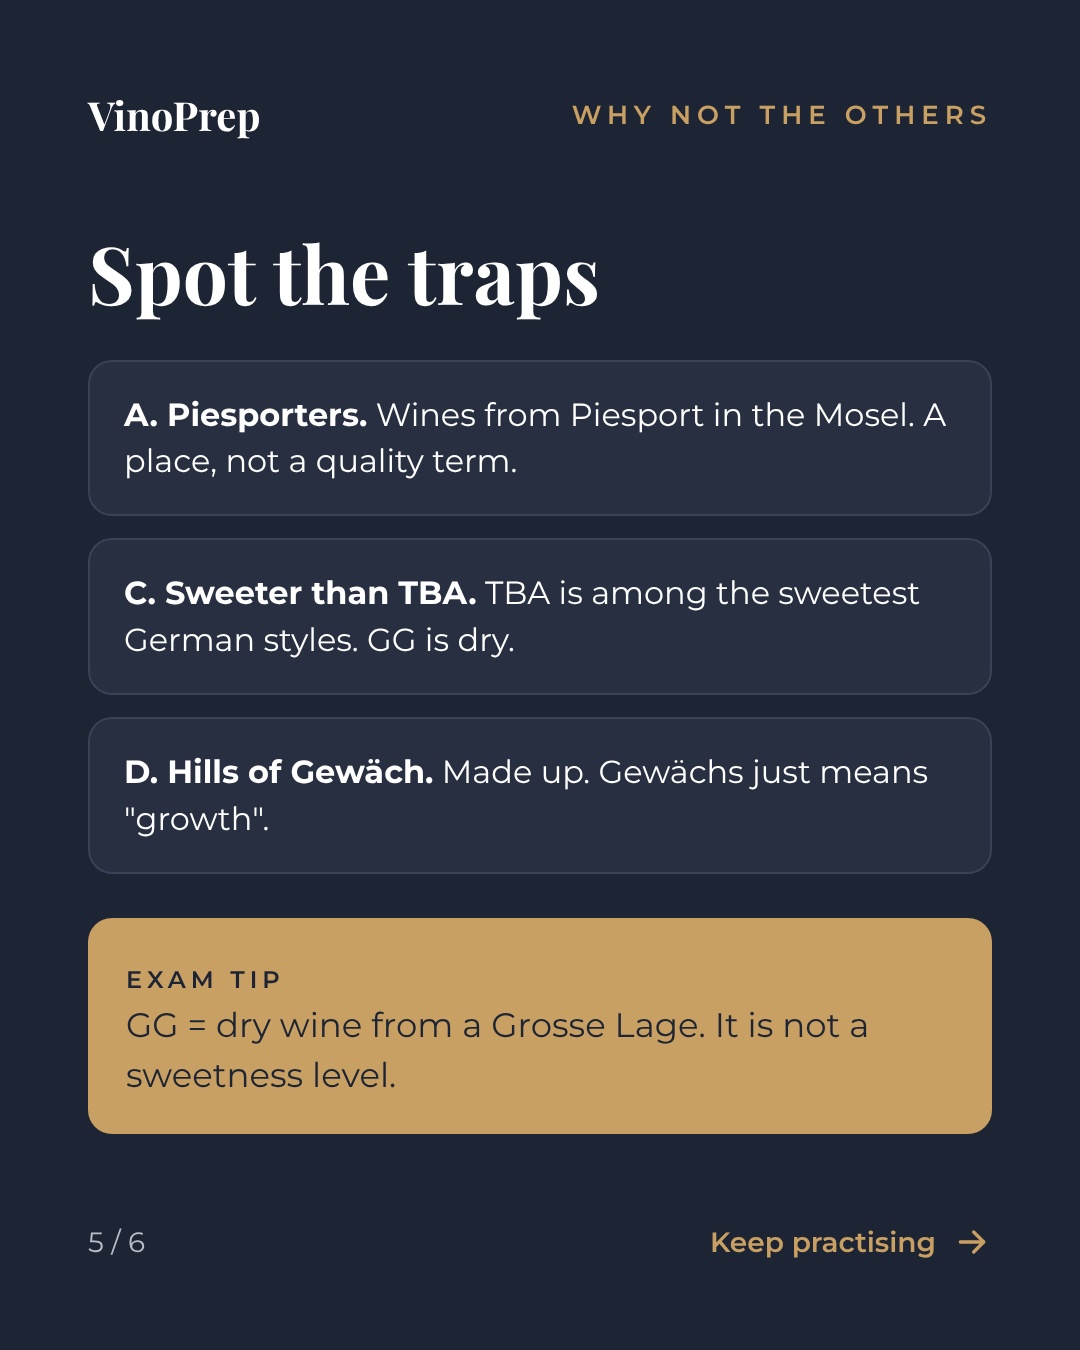 VinoPrep
WHY NOT THE OTHERS
Spot the traps
A. Piesporters. Wines from Piesport in the Mosel. A
place, not a quality term.
C. Sweeter than TBA. TBA is among the sweetest
German styles. GG is dry.
D. Hills of Gewäch. Made up. Gewächs just means
"growth".
EXAM TIP
GG = dry wine from a Grosse Lage. It is not a
sweetness level.
5 / 6
Keep practising →